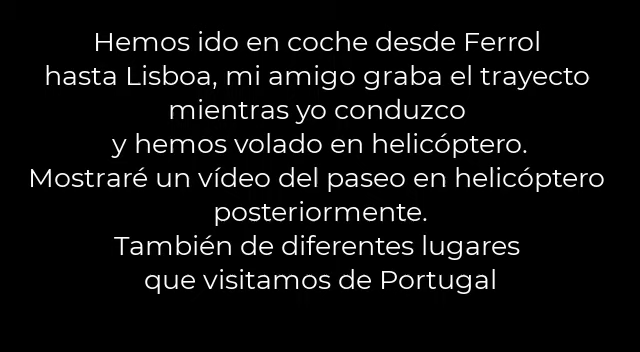 Hemos ido en coche desde Ferrol
hasta Lisboa, mi amigo graba el trayecto
mientras yo conduzco
y hemos volado en helicóptero.
Mostraré un vídeo del paseo en helicóptero
posteriormente.
También de diferentes lugares
que visitamos de Portugal